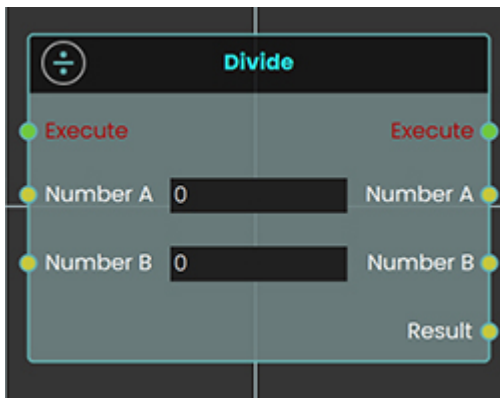 Divide
Execute Execute
Number A 0 Number A
Number B 0 Number B
Result